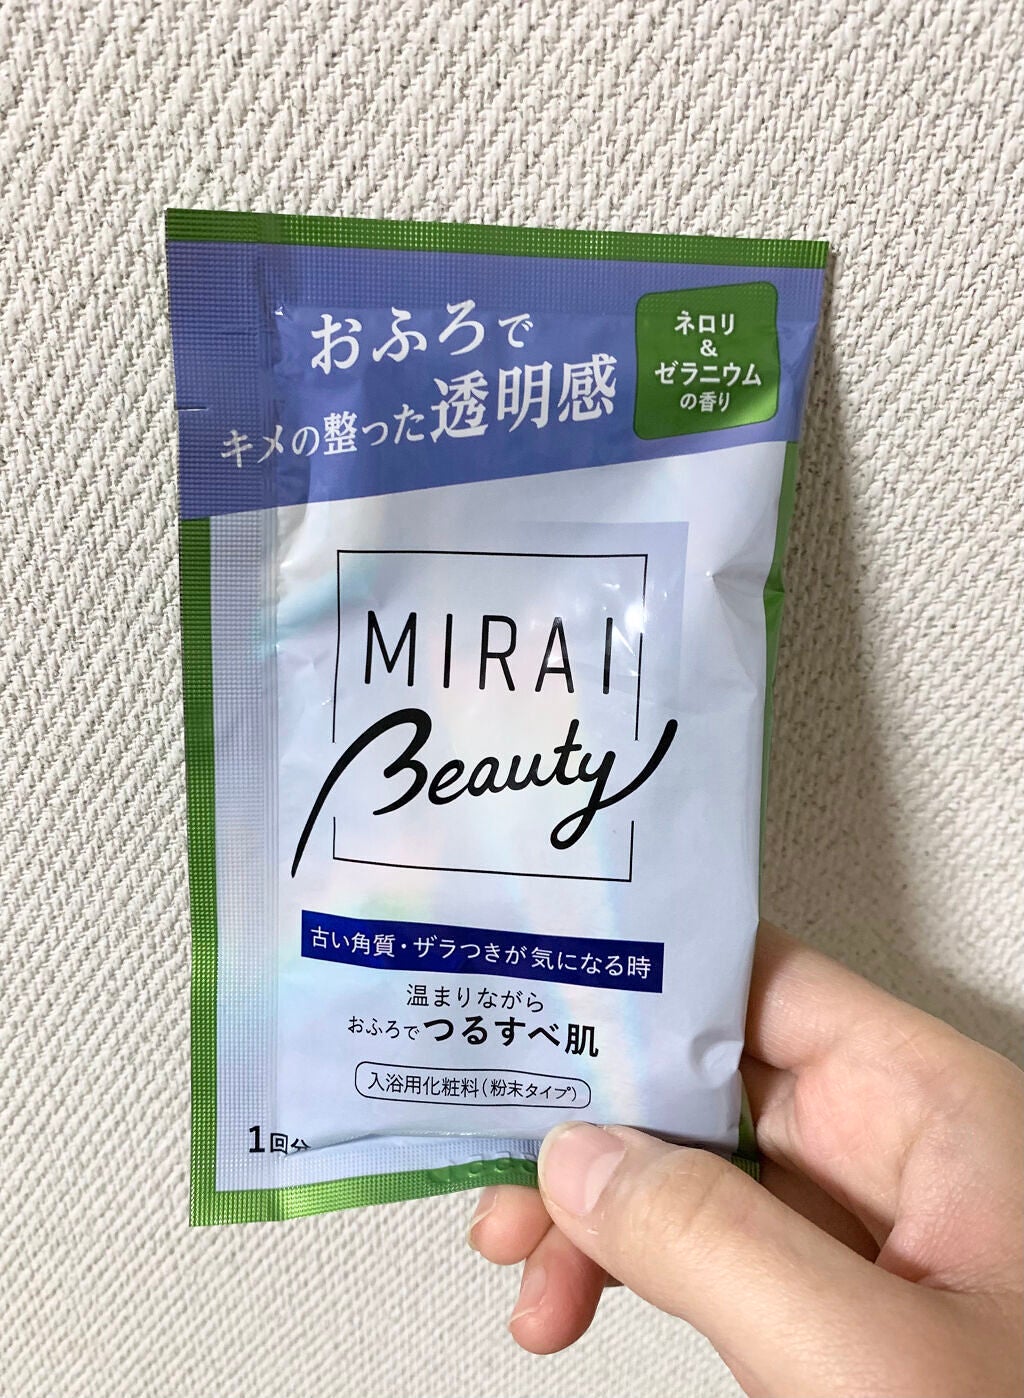 おふろで
キメの整った透明感
ネロリ
&
ゼラニウム
の香り
MIRAI
Beauty
古い角質・ザラつきが気になる時
温まりながら
おふろでつるすべ肌
入浴用化粧料(粉末タイプ)
1回分